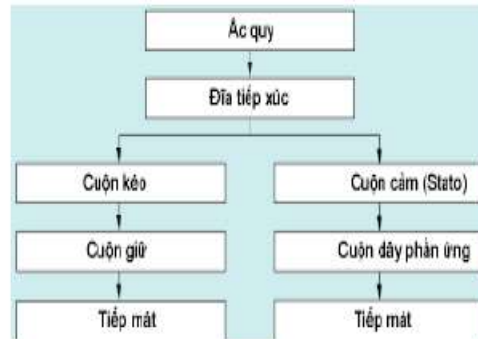 Ắc quy
Đĩa tiếp xúc
Cuộn kéo
Cuộn cảm (Stato)
Cuộn giữ
Cuộn dây phần ứng
Tiếp mát
Tiếp mát